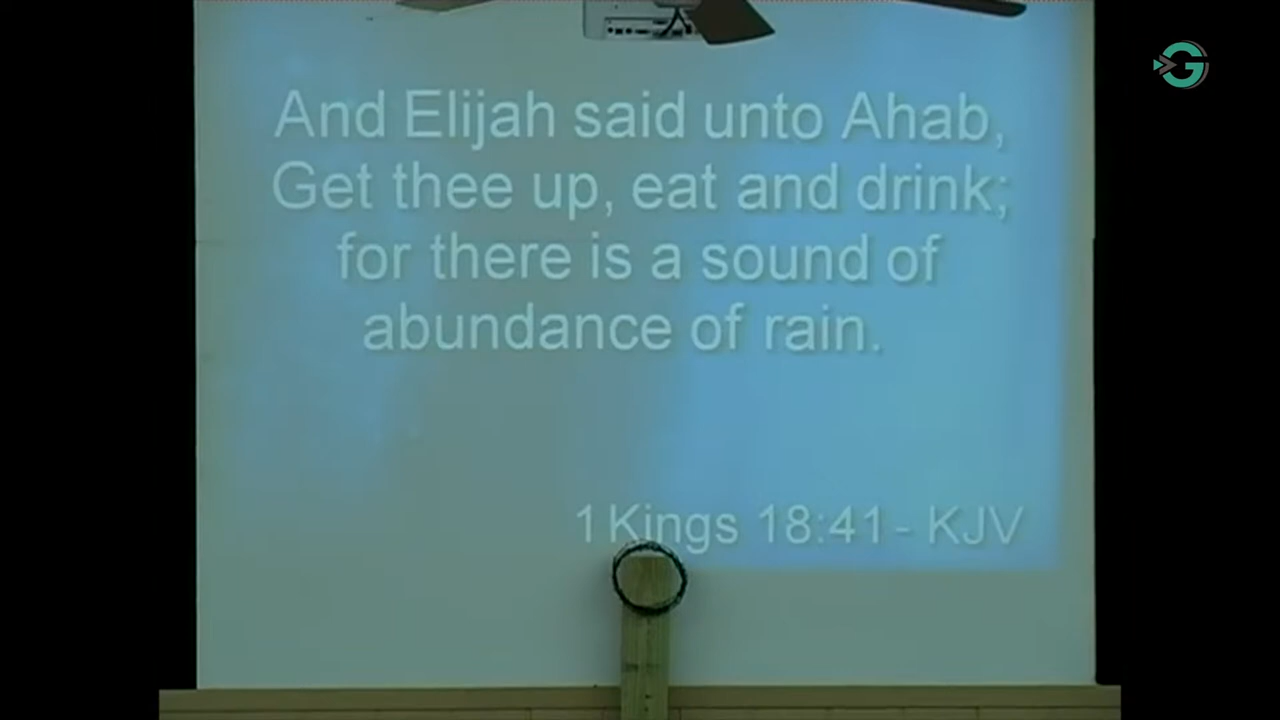 And Elijah said unto Ahab,
Get thee up, eat and drink;
for there is a sound of
abundance of rain.
1 Kings 18:41 - KJV